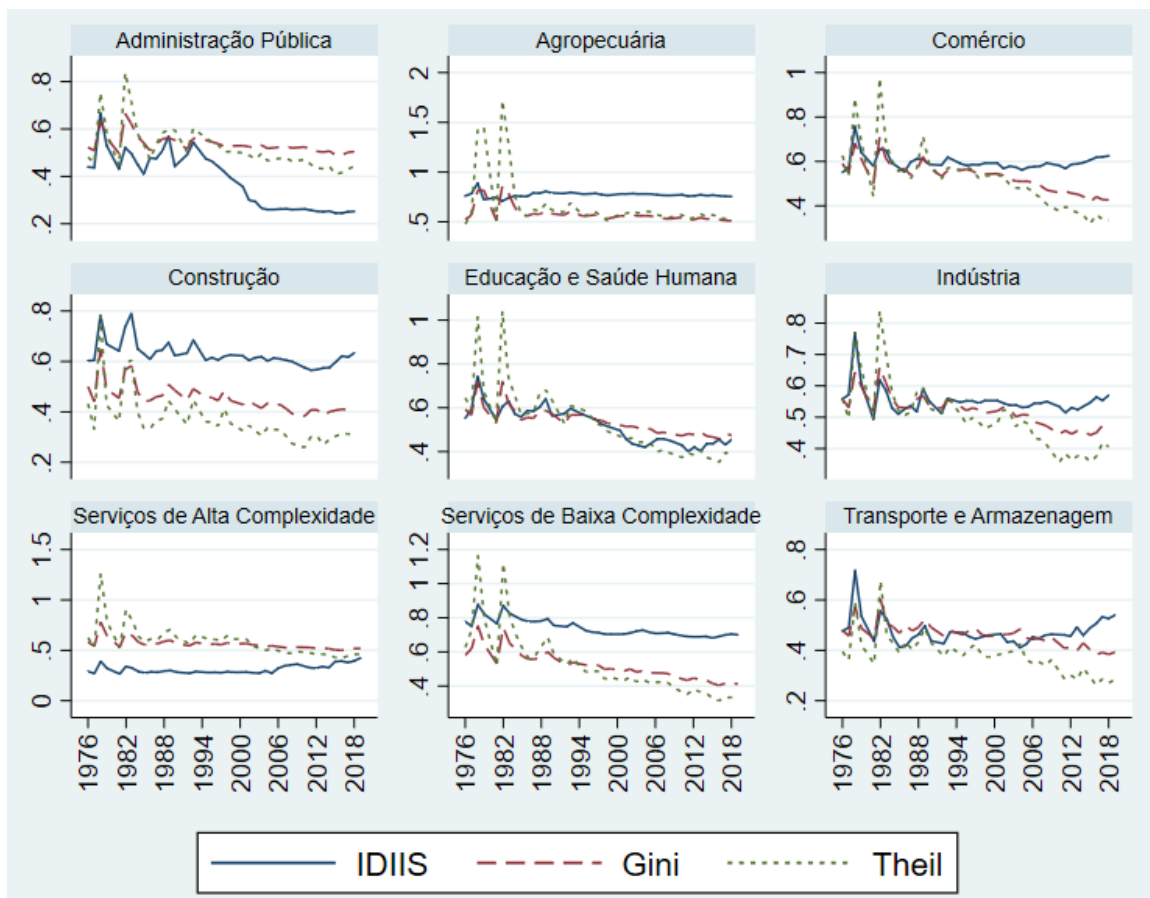 Administração Pública
.8
.6
.4
.2
Agropecuária
2
1.5
1
.5
Comércio
1
.8
.6
.4
Construção
.8
.6
.4
.2
Educação e Saúde Humana
1
.8
.6
.4
Indústria
.8
.7
.6
.5
.4
Serviços de Alta Complexidade
1.5
1
.5
0
Serviços de Baixa Complexidade
1.2
1
.8
.6
.4
Transporte e Armazenagem
.8
.6
.4
.2
1976 1982 1988 1994 2000 2006 2012 2018
1976 1982 1988 1994 2000 2006 2012 2018
1976 1982 1988 1994 2000 2006 2012 2018
IDIIS Gini Theil